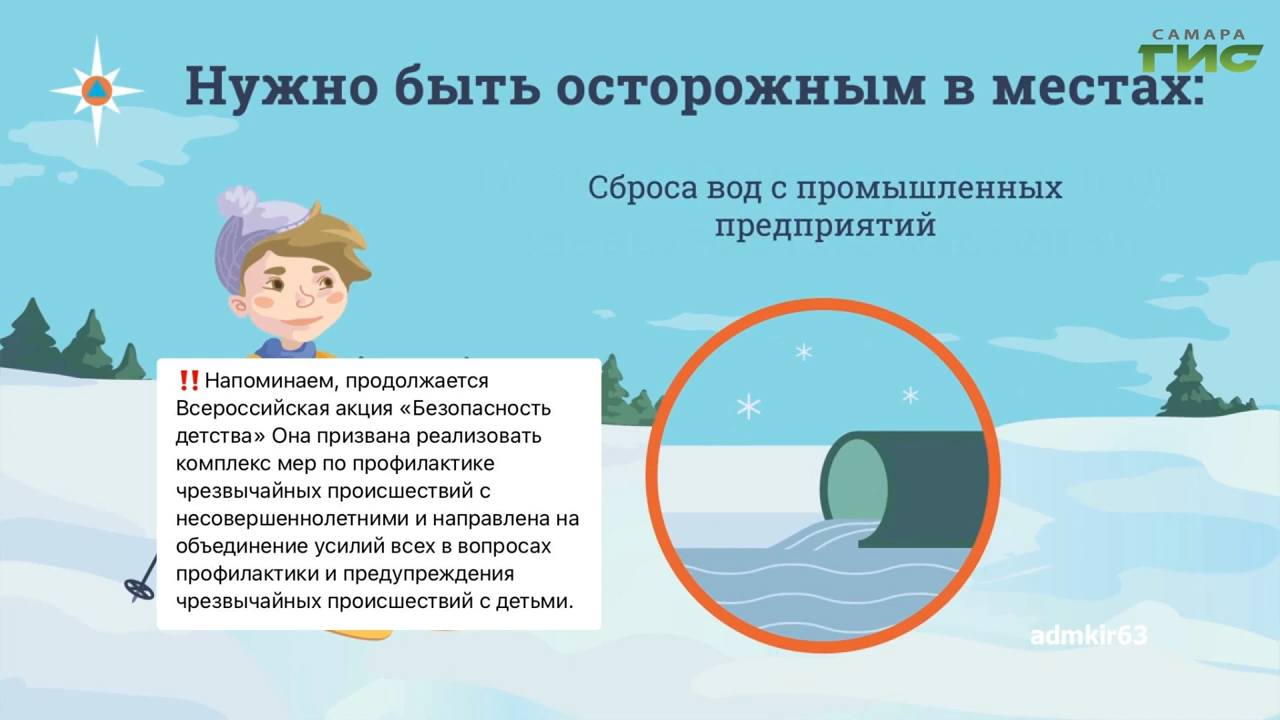 САМАРА
ГИС
Нужно быть осторожным в местах:
Сброса вод с промышленных
предприятий
‼️Напоминаем, продолжается
Всероссийская акция «Безопасность
детства» Она призвана реализовать
комплекс мер по профилактике
чрезвычайных происшествий с
несовершеннолетними и направлена на
объединение усилий всех в вопросах
профилактики и предупреждения
чрезвычайных происшествий с детьми.
admkir63